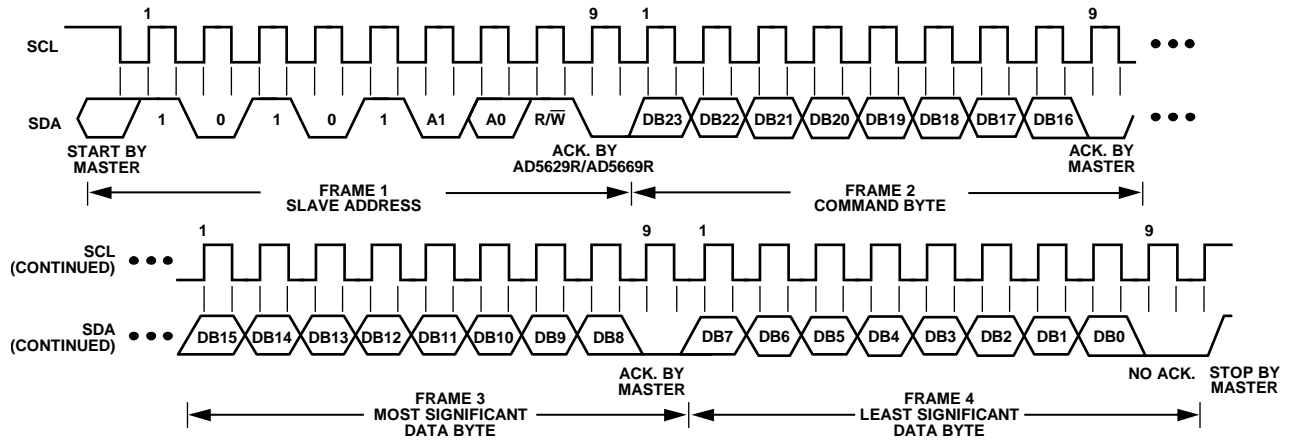 1 9 1 9
SCL
SDA
1 0 1 0 1 A1 A0 R/W̅ DB23 DB22 DB21 DB20 DB19 DB18 DB17 DB16
START BY
MASTER
ACK. BY
AD5629R/AD5669R
ACK. BY
MASTER
FRAME 1
SLAVE ADDRESS
FRAME 2
COMMAND BYTE
1 9 1 9
SCL
(CONTINUED)
SDA
(CONTINUED)
DB15 DB14 DB13 DB12 DB11 DB10 DB9 DB8 DB7 DB6 DB5 DB4 DB3 DB2 DB1 DB0
ACK. BY
MASTER
NO ACK.
STOP BY
MASTER
FRAME 3
MOST SIGNIFICANT
DATA BYTE
FRAME 4
LEAST SIGNIFICANT
DATA BYTE